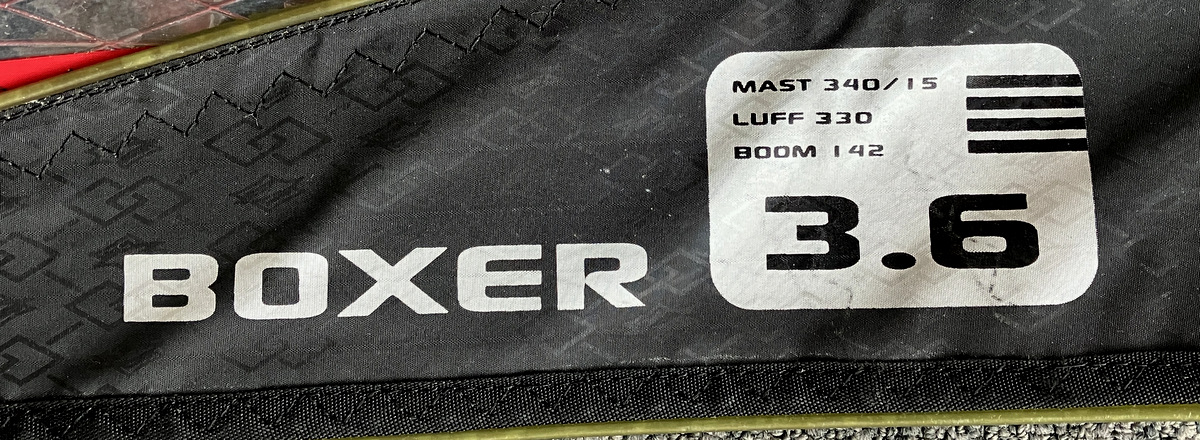 MAST 340/15
LUFF 330
BOOM 142
3.6
BOXER